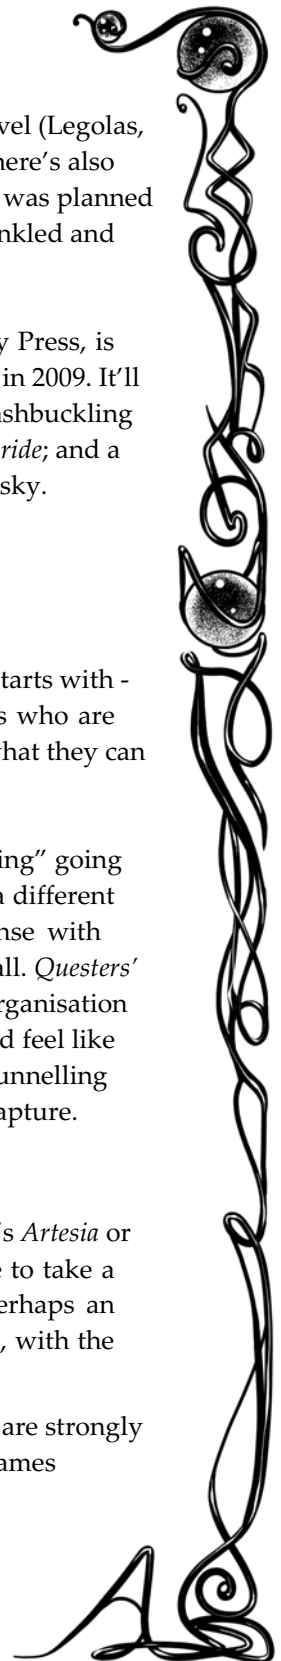 vel (Legolas,
here's also
was planned
nkled and
y Press, is
in 2009. It'll
ashbuckling
ride; and a
sky.
tarts with -
s who are
what they can
ing” going
a different
nse with
all. Questers'
rganisation
d feel like
unnelling
apture.
's Artesia or
e to take a
erhaps an
, with the
are strongly
ames